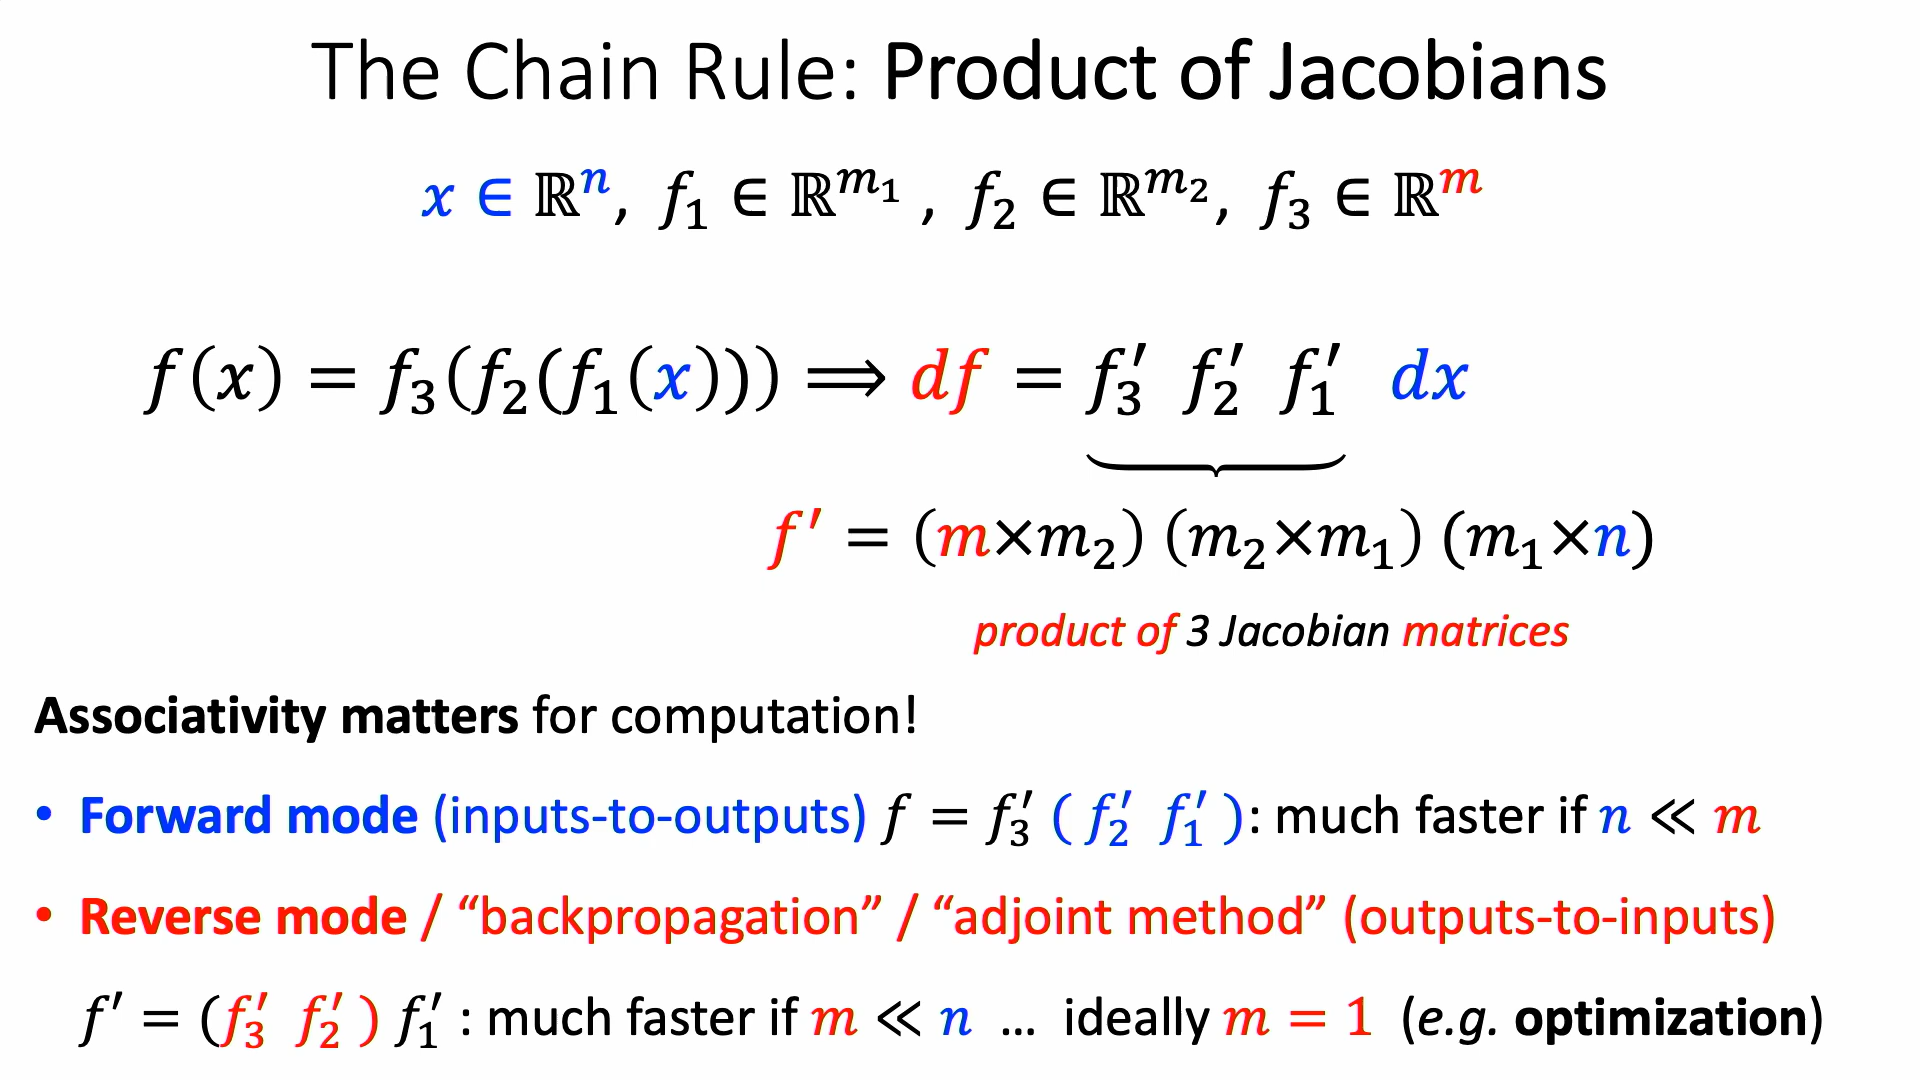 The Chain Rule: Product of Jacobians
x ∈ ℝⁿ, f₁ ∈ ℝ^{m₁} , f₂ ∈ ℝ^{m₂}, f₃ ∈ ℝ^m
f(x) = f₃(f₂(f₁(x))) ⟹ df = f₃′ f₂′ f₁′ dx
f′ = (m×m₂) (m₂×m₁) (m₁×n)
product of 3 Jacobian matrices
Associativity matters for computation!
• Forward mode (inputs-to-outputs) f = f₃′ ( f₂′ f₁′ ): much faster if n ≪ m
• Reverse mode / “backpropagation” / “adjoint method” (outputs-to-inputs)
f′ = (f₃′ f₂′ ) f₁′ : much faster if m ≪ n … ideally m = 1 (e.g. optimization)